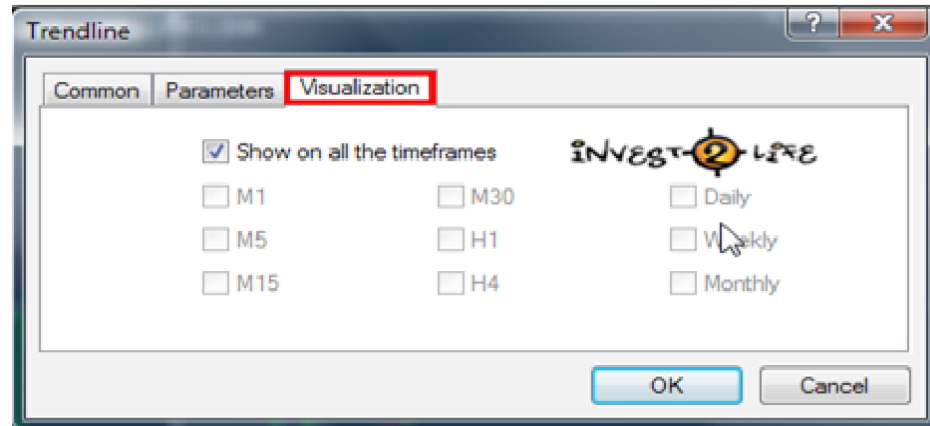 Trendline
?
X
Common Parameters Visualization
Show on all the timeframes
iNvEST-2-LiFE
M1 M30 Daily
M5 H1 Weekly
M15 H4 Monthly
OK Cancel